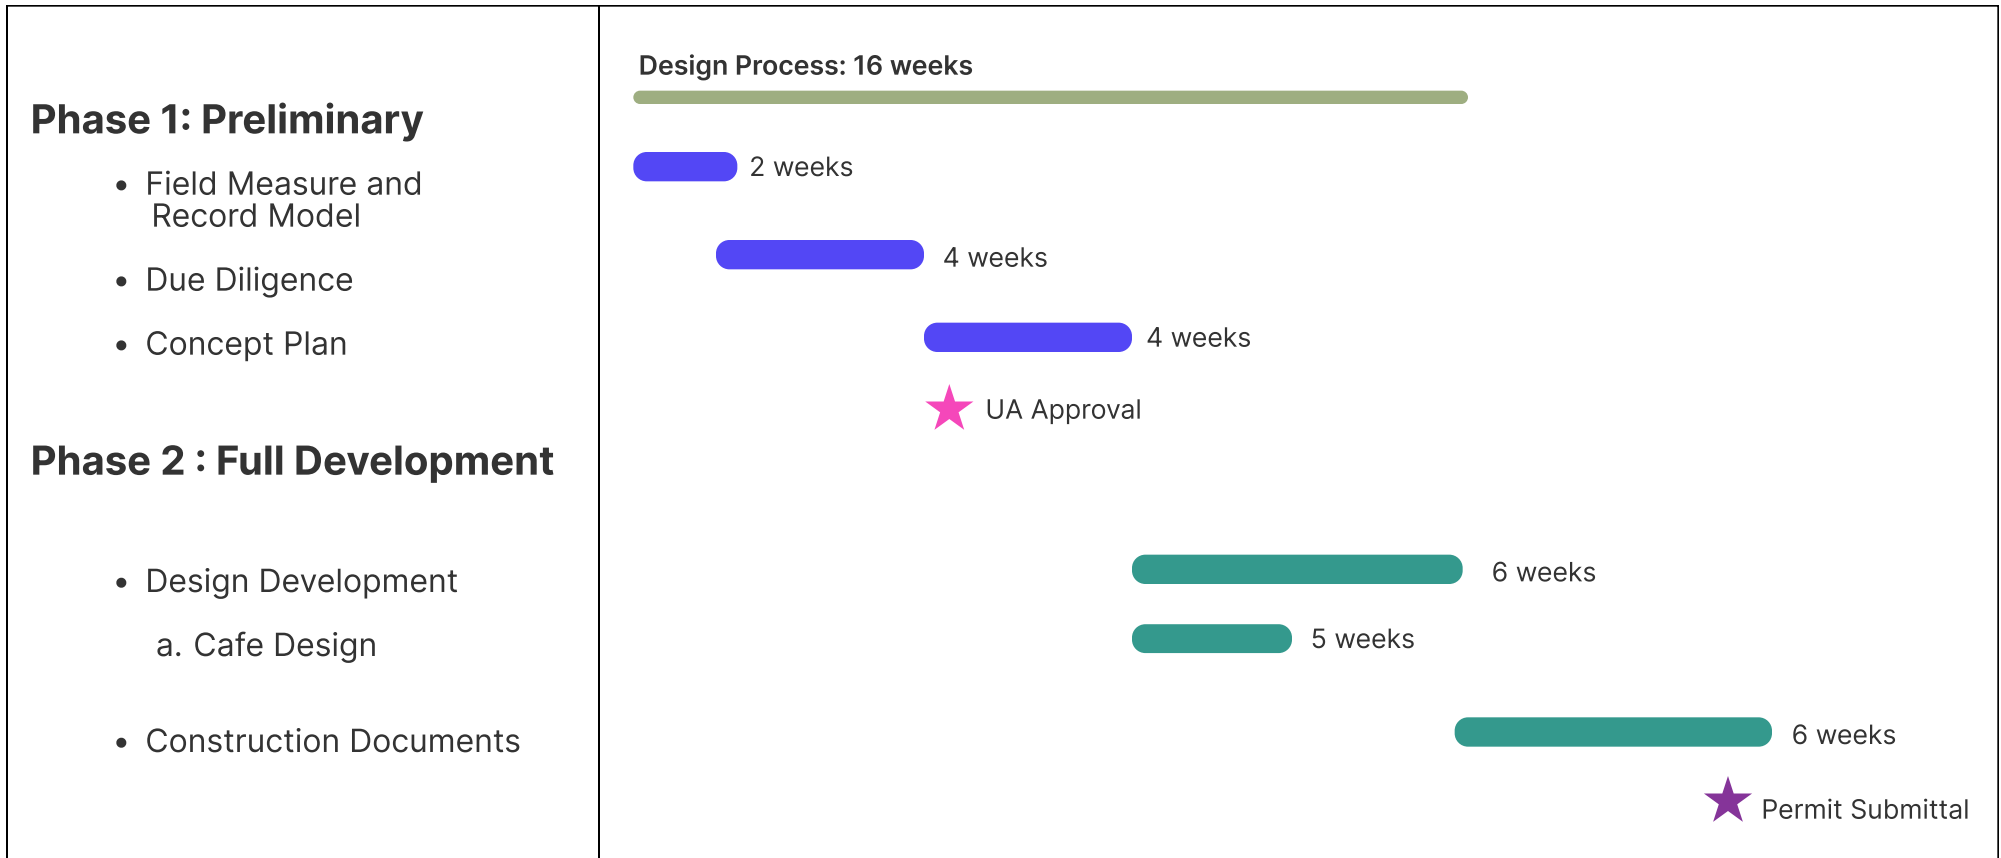 Phase 1: Preliminary
• Field Measure and
Record Model
• Due Diligence
• Concept Plan
Phase 2 : Full Development
• Design Development
a. Cafe Design
• Construction Documents
Design Process: 16 weeks
2 weeks
4 weeks
4 weeks
UA Approval
6 weeks
5 weeks
6 weeks
Permit Submittal